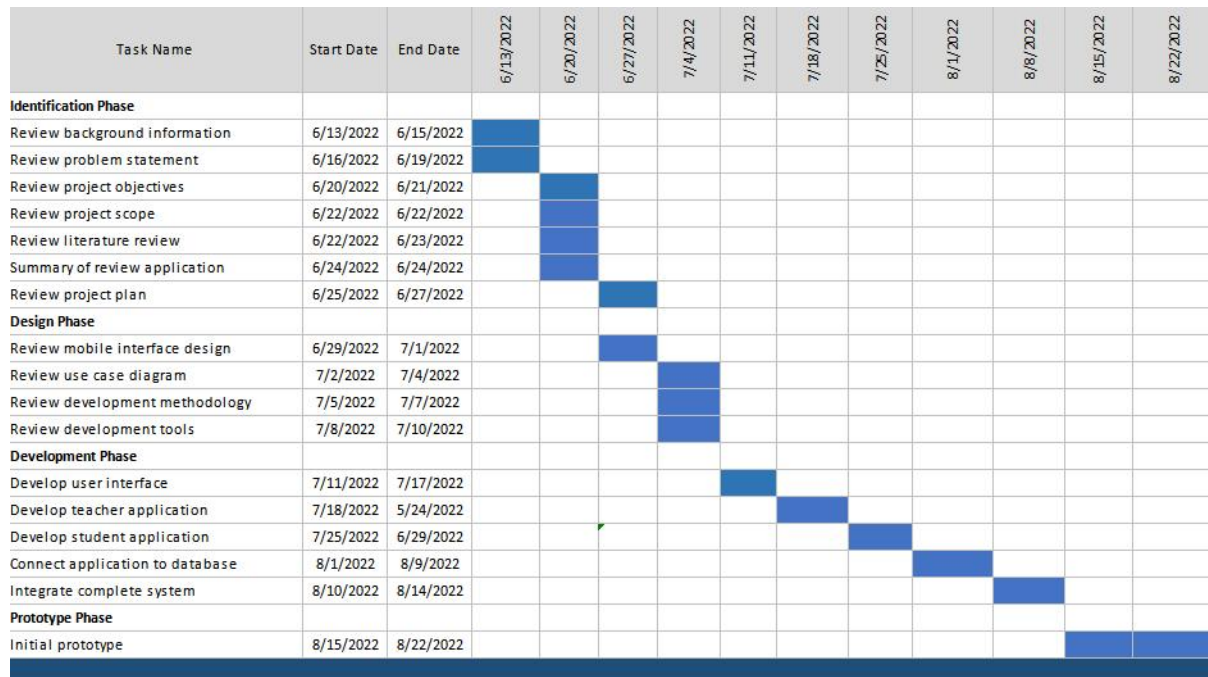 Task Name Start Date End Date 6/13/2022 6/20/2022 6/27/2022 7/4/2022 7/11/2022 7/18/2022 7/25/2022 8/1/2022 8/8/2022 8/15/2022 8/22/2022
Identification Phase
Review background information 6/13/2022 6/15/2022
Review problem statement 6/16/2022 6/19/2022
Review project objectives 6/20/2022 6/21/2022
Review project scope 6/22/2022 6/22/2022
Review literature review 6/22/2022 6/23/2022
Summary of review application 6/24/2022 6/24/2022
Review project plan 6/25/2022 6/27/2022
Design Phase
Review mobile interface design 6/29/2022 7/1/2022
Review use case diagram 7/2/2022 7/4/2022
Review development methodology 7/5/2022 7/7/2022
Review development tools 7/8/2022 7/10/2022
Development Phase
Develop user interface 7/11/2022 7/17/2022
Develop teacher application 7/18/2022 5/24/2022
Develop student application 7/25/2022 6/29/2022
Connect application to database 8/1/2022 8/9/2022
Integrate complete system 8/10/2022 8/14/2022
Prototype Phase
Initial prototype 8/15/2022 8/22/2022